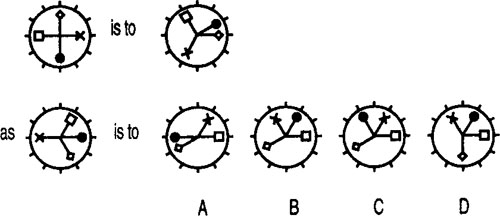 is to
as is to
A B C D